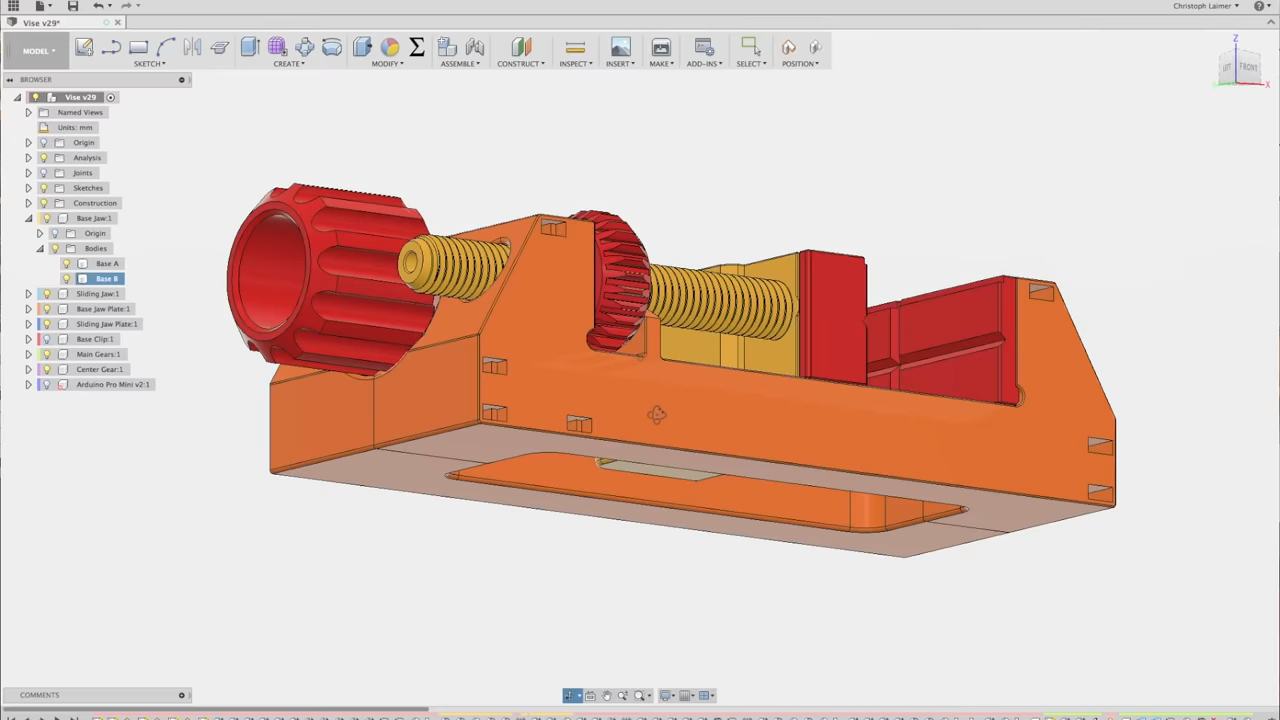 Christoph Laimer
Vise v29*
MODEL
SKETCH
CREATE
MODIFY
ASSEMBLE
CONSTRUCT
INSPECT
INSERT
MAKE
ADD-INS
SELECT
POSITION
Z
FRONT
X
BROWSER
Vise v29
Named Views
Units: mm
Origin
Analysis
Joints
Sketches
Construction
Base Jaw:1
Origin
Bodies
Base A
Base B
Sliding Jaw:1
Base Jaw Plate:1
Sliding Jaw Plate:1
Base Clip:1
Main Gears:1
Center Gear:1
Arduino Pro Mini v2:1
COMMENTS